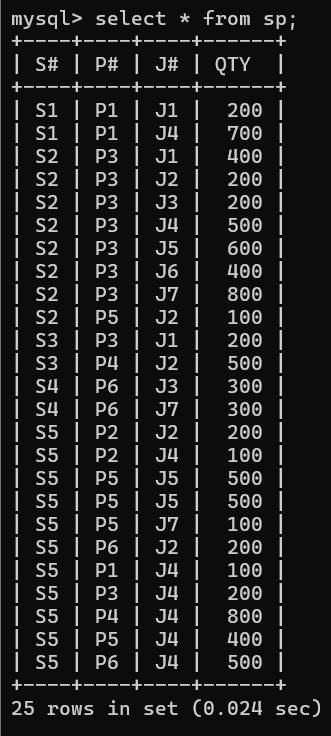 mysql> select * from sp;
+----+----+----+-------+
| S# | P# | J# | QTY   |
+----+----+----+-------+
| S1 | P1 | J1 |   200 |
| S1 | P1 | J4 |   700 |
| S2 | P3 | J1 |   400 |
| S2 | P3 | J2 |   200 |
| S2 | P3 | J3 |   200 |
| S2 | P3 | J4 |   500 |
| S2 | P3 | J5 |   600 |
| S2 | P3 | J6 |   400 |
| S2 | P3 | J7 |   800 |
| S2 | P5 | J2 |   100 |
| S3 | P3 | J1 |   200 |
| S3 | P4 | J2 |   500 |
| S4 | P6 | J3 |   300 |
| S4 | P6 | J7 |   300 |
| S5 | P2 | J2 |   200 |
| S5 | P2 | J4 |   100 |
| S5 | P5 | J5 |   500 |
| S5 | P5 | J5 |   500 |
| S5 | P5 | J7 |   100 |
| S5 | P6 | J2 |   200 |
| S5 | P1 | J4 |   100 |
| S5 | P3 | J4 |   200 |
| S5 | P4 | J4 |   800 |
| S5 | P5 | J4 |   400 |
| S5 | P6 | J4 |   500 |
+----+----+----+-------+
25 rows in set (0.024 sec)